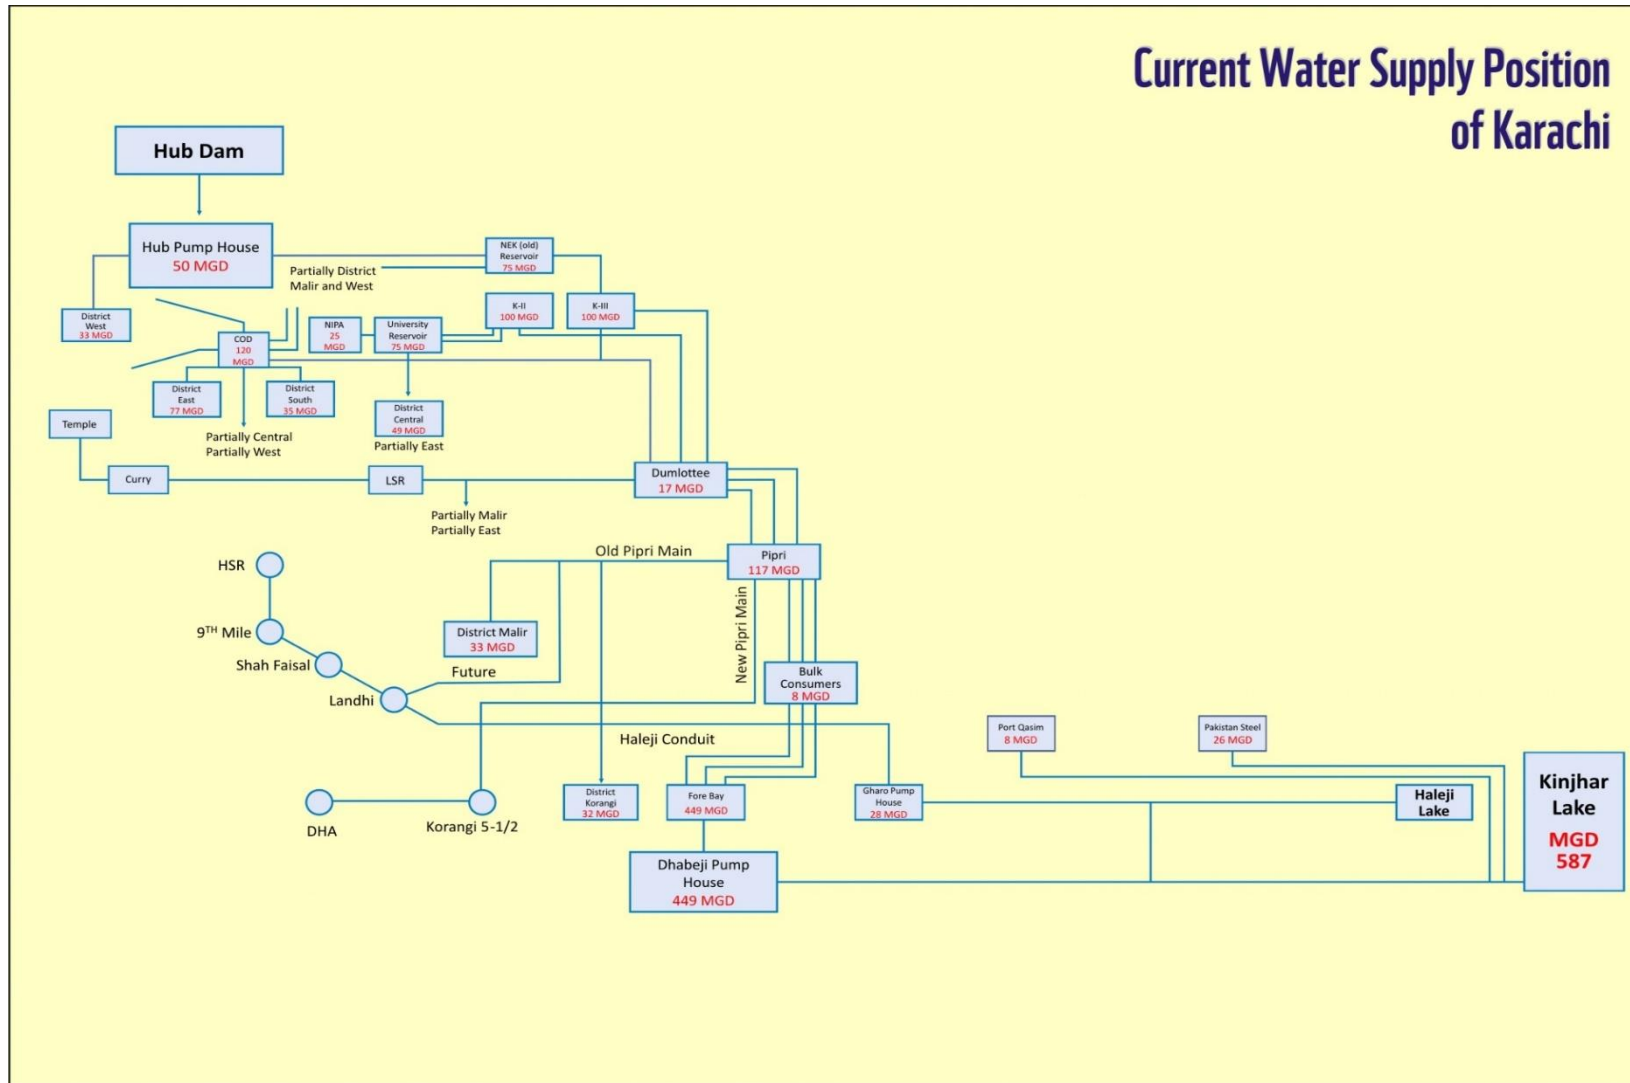 Current Water Supply Position
of Karachi
Hub Dam
Hub Pump House
50 MGD
NEK (old)
Reservoir
75 MGD
Partially District
Malir and West
District
West
33 MGD
COD
120
MGD
NIPA
25
MGD
University
Reservoir
75 MGD
K-II
100 MGD
K-III
100 MGD
District
East
77 MGD
District
South
35 MGD
District
Central
49 MGD
Partially East
Partially Central
Partially West
Temple
Curry
LSR
Dumlottee
17 MGD
Partially Malir
Partially East
Old Pipri Main
Pipri
117 MGD
HSR
9TH Mile
Shah Faisal
Landhi
District Malir
33 MGD
Future
New Pipri Main
Bulk
Consumers
8 MGD
Haleji Conduit
Port Qasim
8 MGD
Pakistan Steel
26 MGD
DHA
Korangi 5-1/2
District
Korangi
32 MGD
Fore Bay
449 MGD
Gharo Pump
House
28 MGD
Haleji
Lake
Kinjhar
Lake
MGD
587
Dhabeji Pump
House
449 MGD